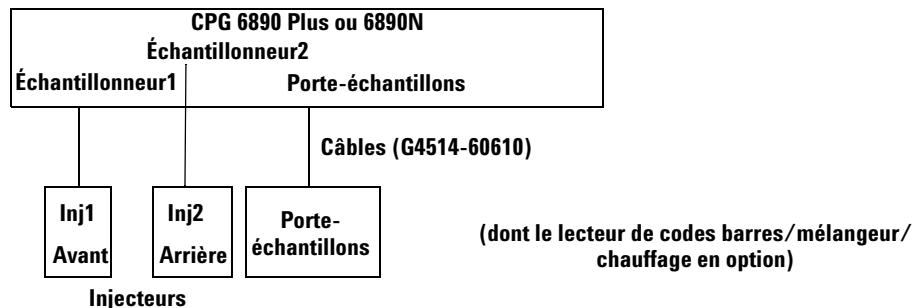 CPG 6890 Plus ou 6890N
Échantillonneur2
Échantillonneur1
Porte-échantillons
Câbles (G4514-60610)
Inj1
Avant
Inj2
Arrière
Porte-
échantillons
(dont le lecteur de codes barres/mélangeur/
chauffage en option)
Injecteurs